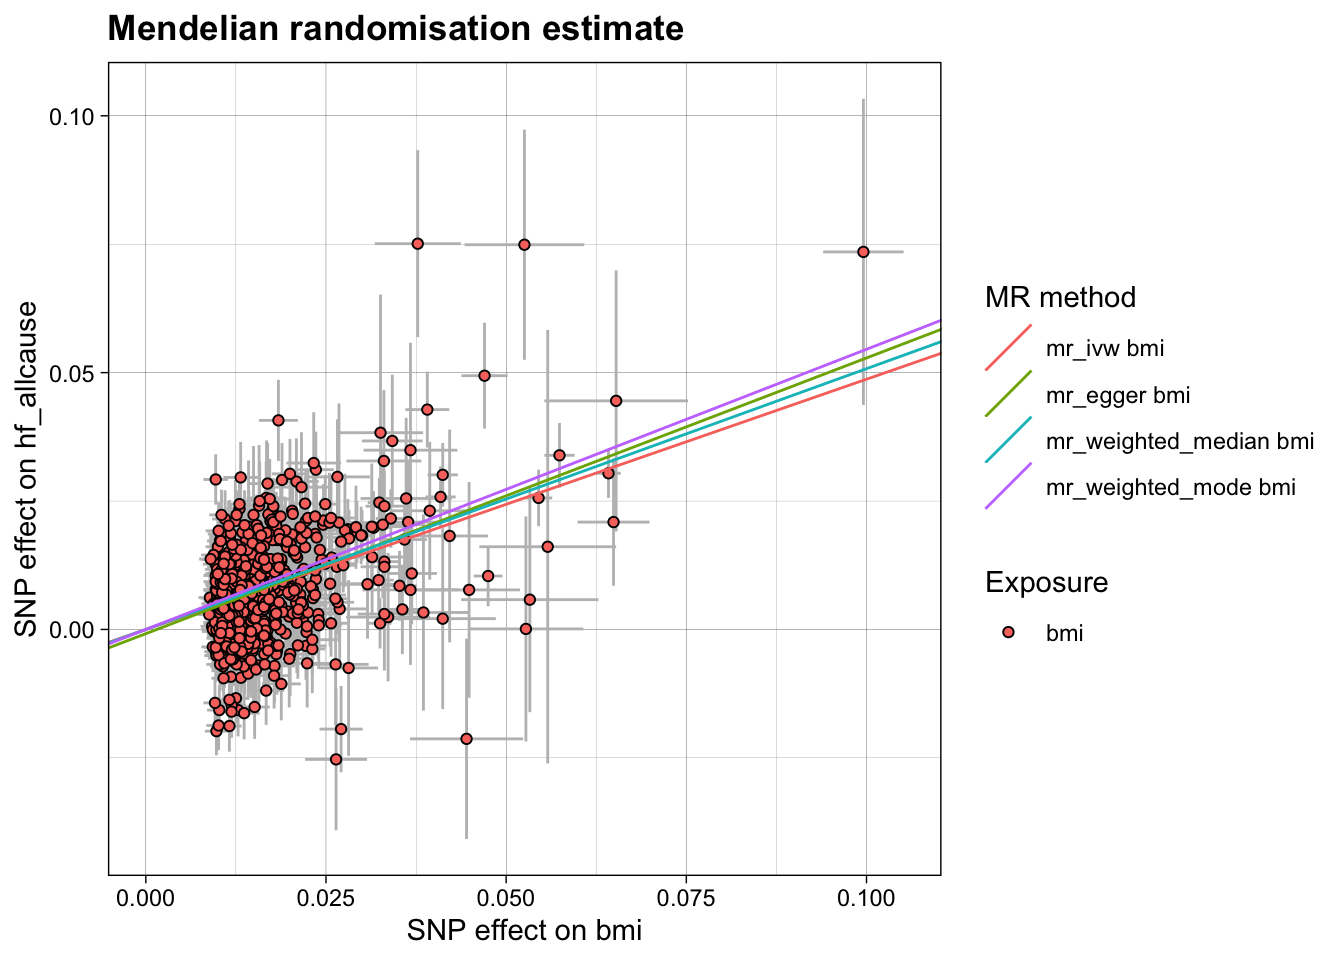 Mendelian randomisation estimate
SNP effect on hf_allcause
0.10
0.05
0.00
0.000
0.025
0.050
0.075
0.100
SNP effect on bmi
MR method
mr_ivw bmi
mr_egger bmi
mr_weighted_median bmi
mr_weighted_mode bmi
Exposure
bmi